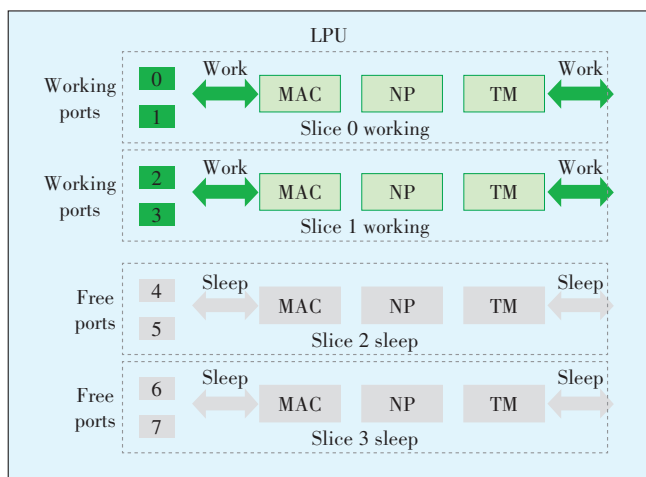 LPU
Working
ports
0
1
Work
MAC
NP
TM
Work
Slice 0 working
Working
ports
2
3
Work
MAC
NP
TM
Work
Slice 1 working
Free
ports
4
5
Sleep
MAC
NP
TM
Sleep
Slice 2 sleep
Free
ports
6
7
Sleep
MAC
NP
TM
Sleep
Slice 3 sleep